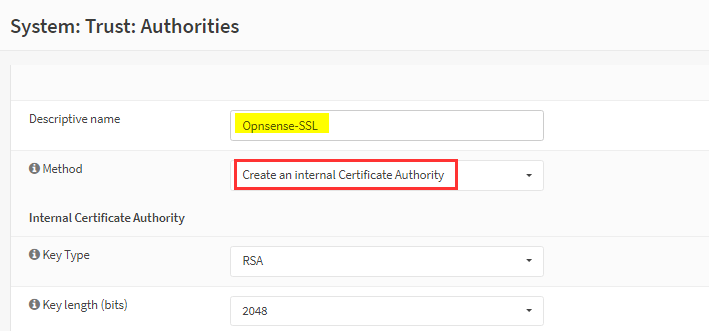 System: Trust: Authorities
Descriptive name
Opnsense-SSL
Method
Create an internal Certificate Authority
Internal Certificate Authority
Key Type
RSA
Key length (bits)
2048